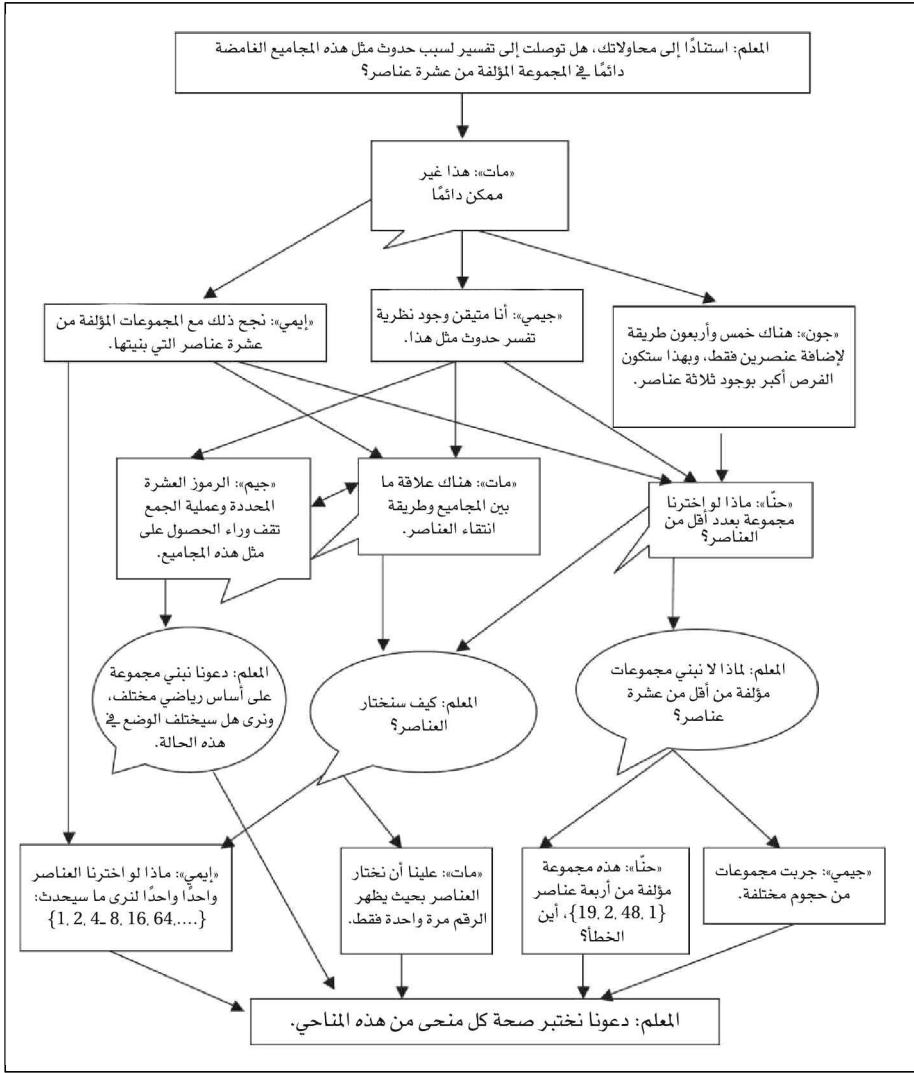 المعلم: استنادًا إلى محاولاتك، هل توصلت إلى تفسير لسبب حدوث مثل هذه المجاميع الغامضة
دائمًا في المجموعة المؤلفة من عشرة عناصر؟
«مات»: هذا غير
ممكن دائمًا
«جون»: هناك خمس وأربعون طريقة
لإضافة عنصرين فقط، وبهذا ستكون
الفرص أكبر بوجود ثلاثة عناصر.
«جيمي»: أنا متيقن وجود نظرية
تفسر حدوث مثل هذا.
«إيمي»: نجح ذلك مع المجموعات المؤلفة من
عشرة عناصر التي بنيتها.
«حنّا»: ماذا لو اخترنا
مجموعة بعدد أقل من
العناصر؟
«مات»: هناك علاقة ما
بين المجاميع وطريقة
انتقاء العناصر.
«جيم»: الرموز العشرة
المحددة وعملية الجمع
تقف وراء الحصول على
مثل هذه المجاميع.
المعلم: لماذا لا نبني مجموعات
مؤلفة من أقل من عشرة
عناصر؟
المعلم: كيف سنختار
العناصر؟
المعلم: دعونا نبني مجموعة
على أساس رياضي مختلف،
ونرى هل سيختلف الوضع في
هذه الحالة.
«جيمي»: جربت مجموعات
من حجوم مختلفة.
«حنّا»: هذه مجموعة
مؤلفة من أربعة عناصر
{19, 2, 48, 1}، أين
الخطأ؟
«مات»: علينا أن نختار
العناصر بحيث يظهر
الرقم مرة واحدة فقط.
«إيمي»: ماذا لو اخترنا العناصر
واحدًا واحدًا لنرى ما سيحدث:
{1, 2, 4ـ 8, 16, 64,....}
المعلم: دعونا نختبر صحة كل منحى من هذه المناحي.